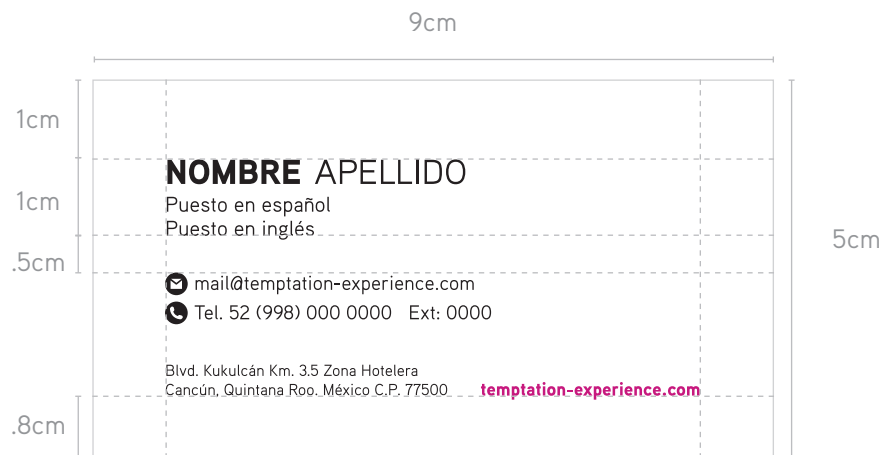 9cm
1cm
NOMBRE APELLIDO
1cm
Puesto en español
Puesto en inglés
5cm
.5cm
mail@temptation-experience.com
Tel. 52 (998) 000 0000 Ext: 0000
Blvd. Kukulcán Km. 3.5 Zona Hotelera
Cancún, Quintana Roo. México C.P. 77500 temptation-experience.com
.8cm